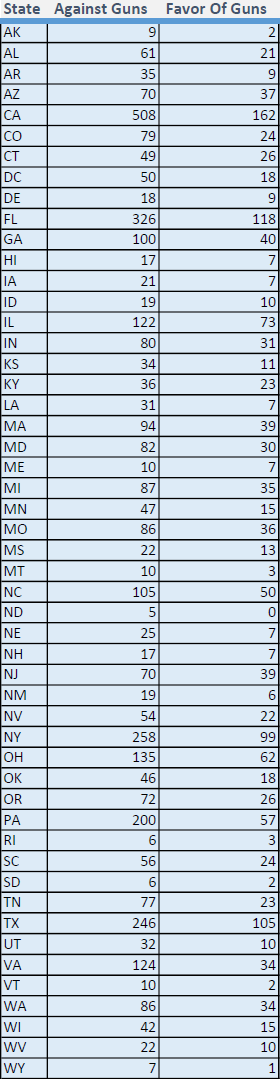 State Against Guns Favor Of Guns
AK 9 2
AL 61 21
AR 35 9
AZ 70 37
CA 508 162
CO 79 24
CT 49 26
DC 50 18
DE 18 9
FL 326 118
GA 100 40
HI 17 7
IA 21 7
ID 19 10
IL 122 73
IN 80 31
KS 34 11
KY 36 23
LA 31 7
MA 94 39
MD 82 30
ME 10 7
MI 87 35
MN 47 15
MO 86 36
MS 22 13
MT 10 3
NC 105 50
ND 5 0
NE 25 7
NH 17 7
NJ 70 39
NM 19 6
NV 54 22
NY 258 99
OH 135 62
OK 46 18
OR 72 26
PA 200 57
RI 6 3
SC 56 24
SD 6 2
TN 77 23
TX 246 105
UT 32 10
VA 124 34
VT 10 2
WA 86 34
WI 42 15
WV 22 10
WY 7 1